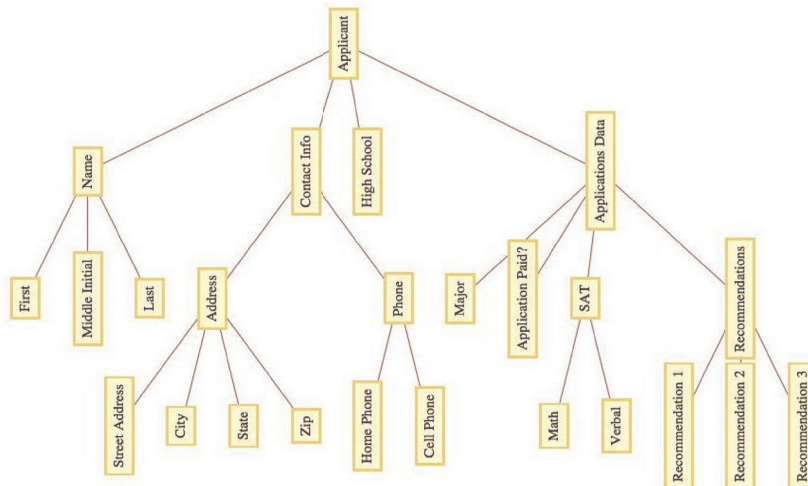 Applicant
Name
Contact Info
High School
Applications Data
First
Middle Initial
Last
Address
Phone
Major
Application Paid?
SAT
Recommendations
Street Address
City
State
Zip
Home Phone
Cell Phone
Math
Verbal
Recommendation 1
Recommendation 2
Recommendation 3